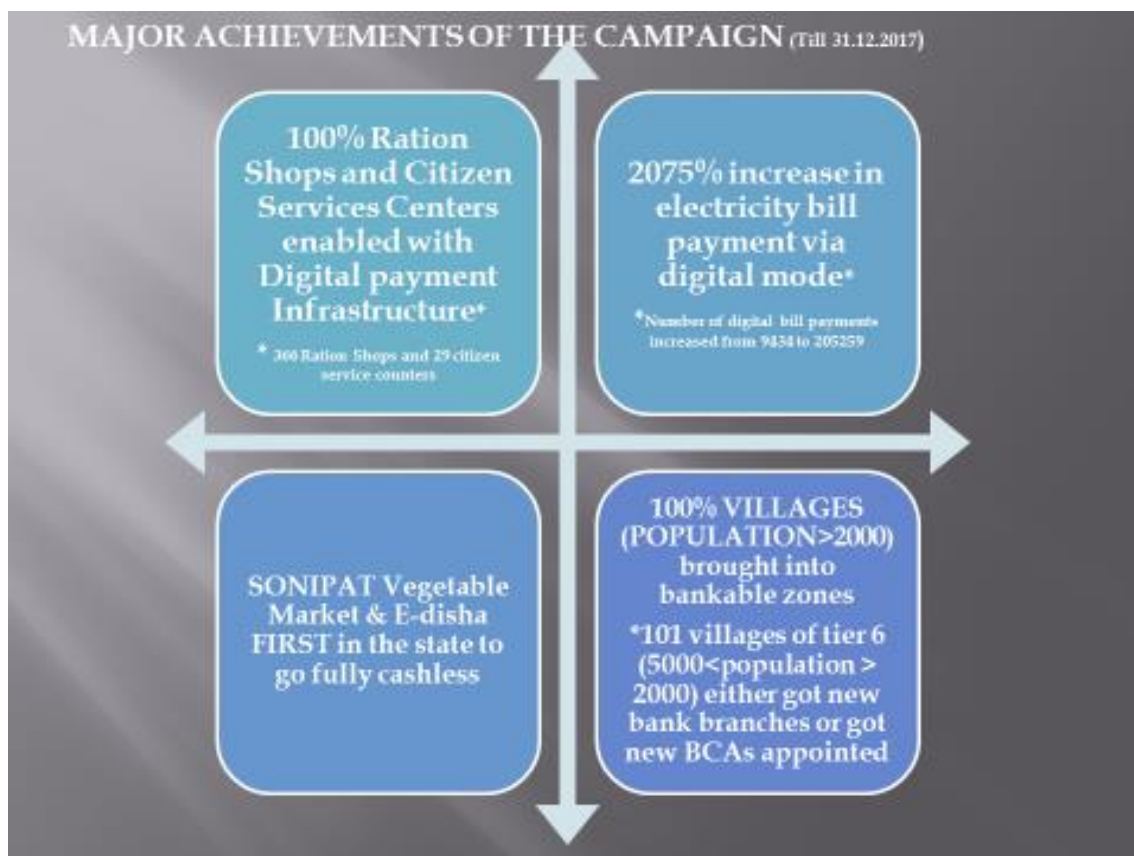 MAJOR ACHIEVEMENTS OF THE CAMPAIGN (Till 31.12.2017)
100% Ration
Shops and Citizen
Services Centers
enabled with
Digital payment
Infrastructure*
* 366 Ration Shops and 29 citizen
service counters
2075% increase in
electricity bill
payment via
digital mode*
*Number of digital bill payments
increased from 9434 to 205259
SONIPAT Vegetable
Market & E-disha
FIRST in the state to
go fully cashless
100% VILLAGES
(POPULATION>2000)
brought into
bankable zones
*101 villages of tier 6
(5000<population >
2000) either got new
bank branches or got
new BCAs appointed